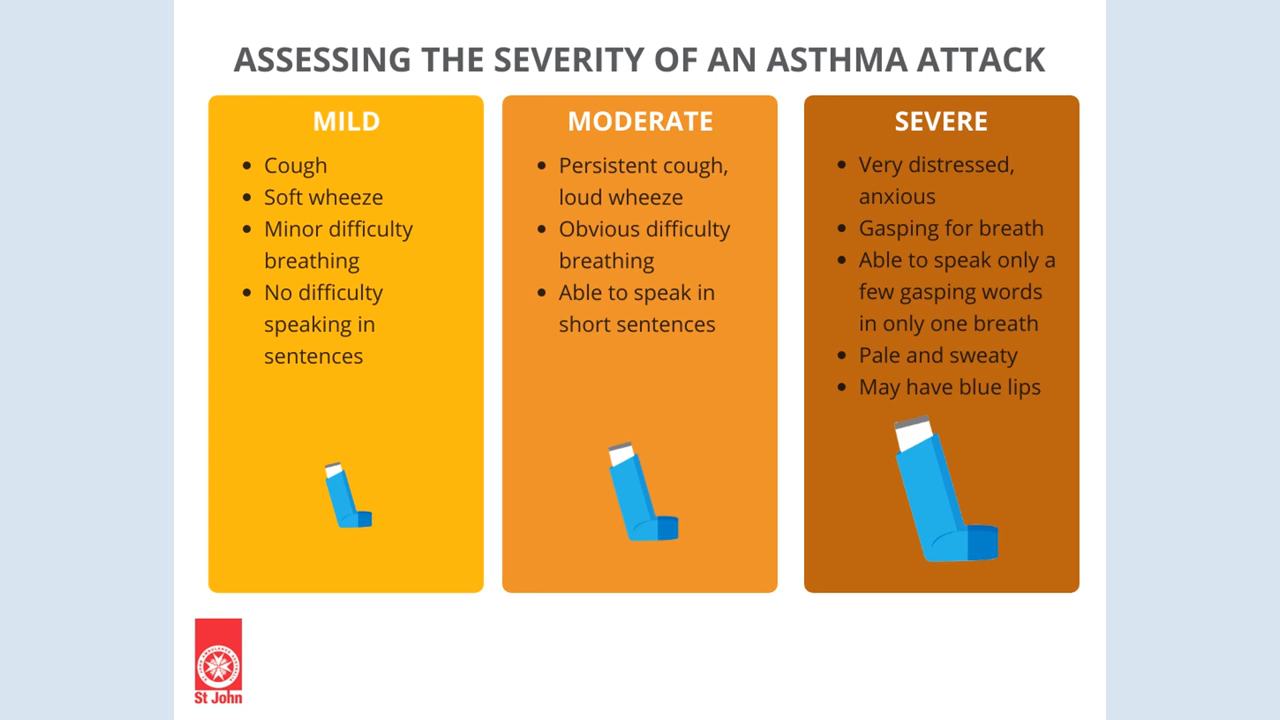 ASSESSING THE SEVERITY OF AN ASTHMA ATTACK
MILD
• Cough
• Soft wheeze
• Minor difficulty
breathing
• No difficulty
speaking in
sentences
MODERATE
• Persistent cough,
loud wheeze
• Obvious difficulty
breathing
• Able to speak in
short sentences
SEVERE
• Very distressed,
anxious
• Gasping for breath
• Able to speak only a
few gasping words
in only one breath
• Pale and sweaty
• May have blue lips
St John